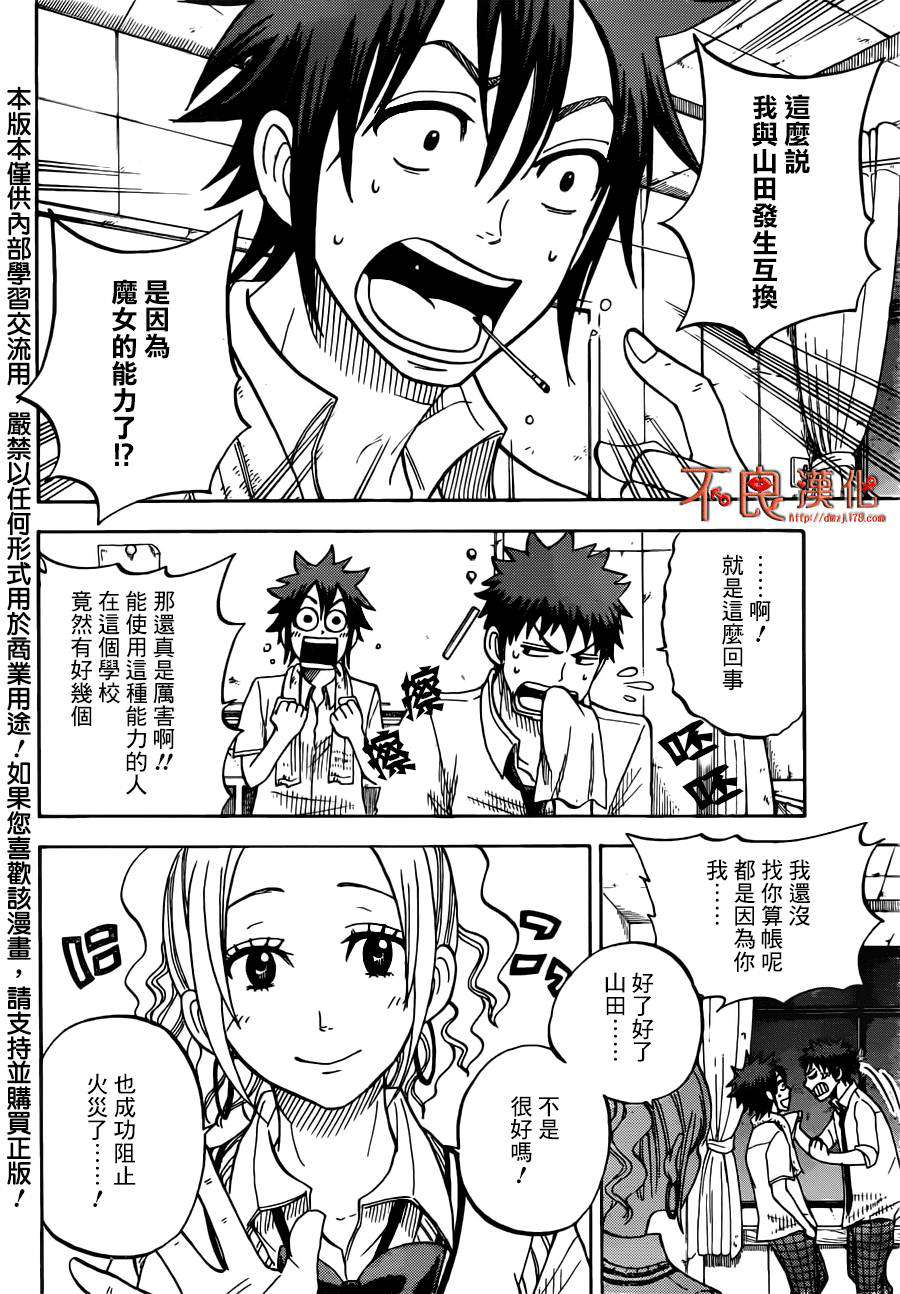 這麼説
我與山田發生互換
是因為
魔女的能力了!?
不良漢化
http://dmzj.178.com
……啊!
就是這麼回事
呸
呸
擦
擦
那還真是厲害啊!!
能使用這種能力的人
在這個學校
竟然有好幾個
我還沒
找你算帳呢
都是因為你
我……
好了好了
山田……
不是
很好嗎!
也成功阻止
火災了……!
哈
本版本僅供內部學習交流用,嚴禁以任何形式用於商業用途!如果您喜歡該漫畫,請支持並購買正版!